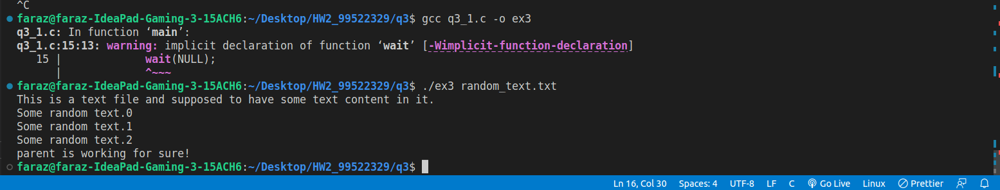 ^C
faraz@faraz-IdeaPad-Gaming-3-15ACH6:~/Desktop/HW2_99522329/q3$ gcc q3_1.c -o ex3
q3_1.c: In function ‘main’:
q3_1.c:15:13: warning: implicit declaration of function ‘wait’ [-Wimplicit-function-declaration]
   15 |             wait(NULL);
      |             ^~~~
faraz@faraz-IdeaPad-Gaming-3-15ACH6:~/Desktop/HW2_99522329/q3$ ./ex3 random_text.txt
This is a text file and supposed to have some text content in it.
Some random text.0
Some random text.1
Some random text.2
parent is working for sure!
faraz@faraz-IdeaPad-Gaming-3-15ACH6:~/Desktop/HW2_99522329/q3$
Ln 16, Col 30 Spaces: 4 UTF-8 LF C Go Live Linux Prettier